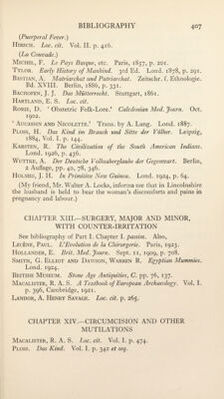 BIBLIOGRAPHY 407
(Puerperal Fever.)
HIRSCH. Loc. cit. Vol. II. p. 416.
(La Couvade.)
MICHEL, F. Le Pays Basque, etc. Paris, 1857, p. 201.
TYLOR. Early History of Mankind. 3rd Ed. Lond. 1878, p. 291.
BASTIAN, A. Matriarchat und Patriarchat. Zeitschr. f. Ethnologie.
Bd. XVIII. Berlin, 1886, p. 331.
BACHOFEN, J. J. Das Mütterrecht. Stuttgart, 1861.
HARTLAND, E. S. Loc. cit.
RORIE, D. ' Obstetric Folk-Lore.' Caledonian Med. Journ. Oct.
1902.
' AUCASSIN AND NICOLETTE.' Trans. by A. Lang. Lond. 1887.
PLOSS, H. Das Kind in Brauch und Sitte der Völker. Leipzig,
1884, Vol. I. p. 144.
KARSTEN, R. The Civilization of the South American Indians.
Lond. 1926, p. 456.
WUTTKE, A. Der Deutsche Volksaberglaube der Gegenwart. Berlin,
2 Auflage, pp. 40, 78, 346.
HOLMES, J. H. In Primitive New Guinea. Lond. 1924, p. 64.
(My friend, Mr. Walter A. Locks, informs me that in Lincolnshire
the husband is held to bear the woman's discomforts and pains in
pregnancy and labour.)
CHAPTER XIII.—SURGERY, MAJOR AND MINOR,
WITH COUNTER-IRRITATION
See bibliography of Part I. Chapter I. passim. Also,
LECÈNE, PAUL. L'Evolution de la Chirurgerie. Paris, 1923.
HOLLANDER, E. Brit. Med. Journ. Sept. 11, 1909, p. 708.
SMITH, G. ELLIOT AND DAWSON, WARREN R. Egyptian Mummies.
Lond. 1924.
BRITISH MUSEUM. Stone Age Antiquities, C. pp. 76, 137.
MACALISTER, R. A. S. A Textbook of European Archæology. Vol. I.
p. 396, Cambridge, 1921.
LANDOR, A. HENRY SAVAGE. Loc. cit. p. 265.
CHAPTER XIV.—CIRCUMCISION AND OTHER
MUTILATIONS
MACALISTER, R. A. S. Loc. cit. Vol. I. p. 474.
PLOSS. Das Kind. Vol. I. p. 342 et seq.